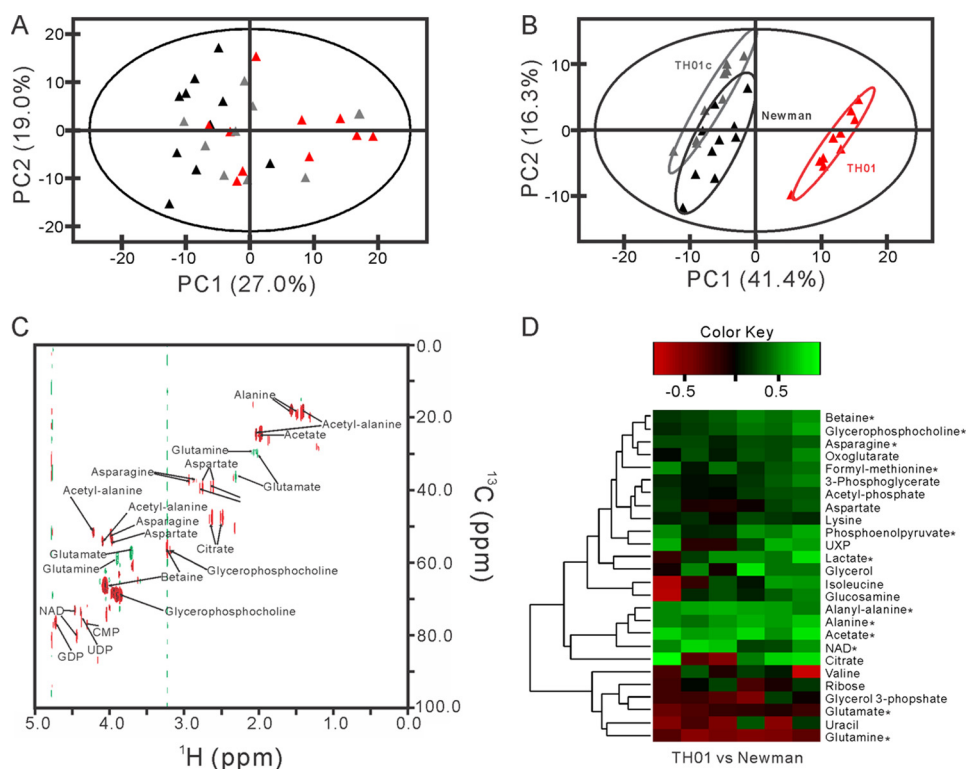 A
20
10
0
-10
-20
PC2 (19.0%)
-20
-10
0
10
20
PC1 (27.0%)
B
10
0
-10
PC2 (16.3%)
TH01c
Newman
TH01
-20
-10
0
10
20
PC1 (41.4%)
C
0.0
20.0
40.0
60.0
80.0
100.0
13C (ppm)
Alanine
Acetyl-alanine
Acetate
Glutamine
Aspartate
Asparagine
Glutamate
Acetyl-alanine
Acetyl-alanine
Asparagine
Aspartate
Citrate
Glutamate
Glutamine
Glycerophosphocholine
Betaine
NAD
Glycerophosphocholine
CMP
UDP
GDP
5.0
4.0
3.0
2.0
1.0
0.0
1H (ppm)
D
Color Key
-0.5
0.5
Betaine*
Glycerophosphocholine*
Asparagine*
Oxoglutarate
Formyl-methionine*
3-Phosphoglycerate
Acetyl-phosphate
Aspartate
Lysine
Phosphoenolpyruvate*
UXP
Lactate*
Glycerol
Isoleucine
Glucosamine
Alanyl-alanine*
Alanine*
Acetate*
NAD*
Citrate
Valine
Ribose
Glycerol 3-phopshate
Glutamate*
Uracil
Glutamine*
TH01 vs Newman